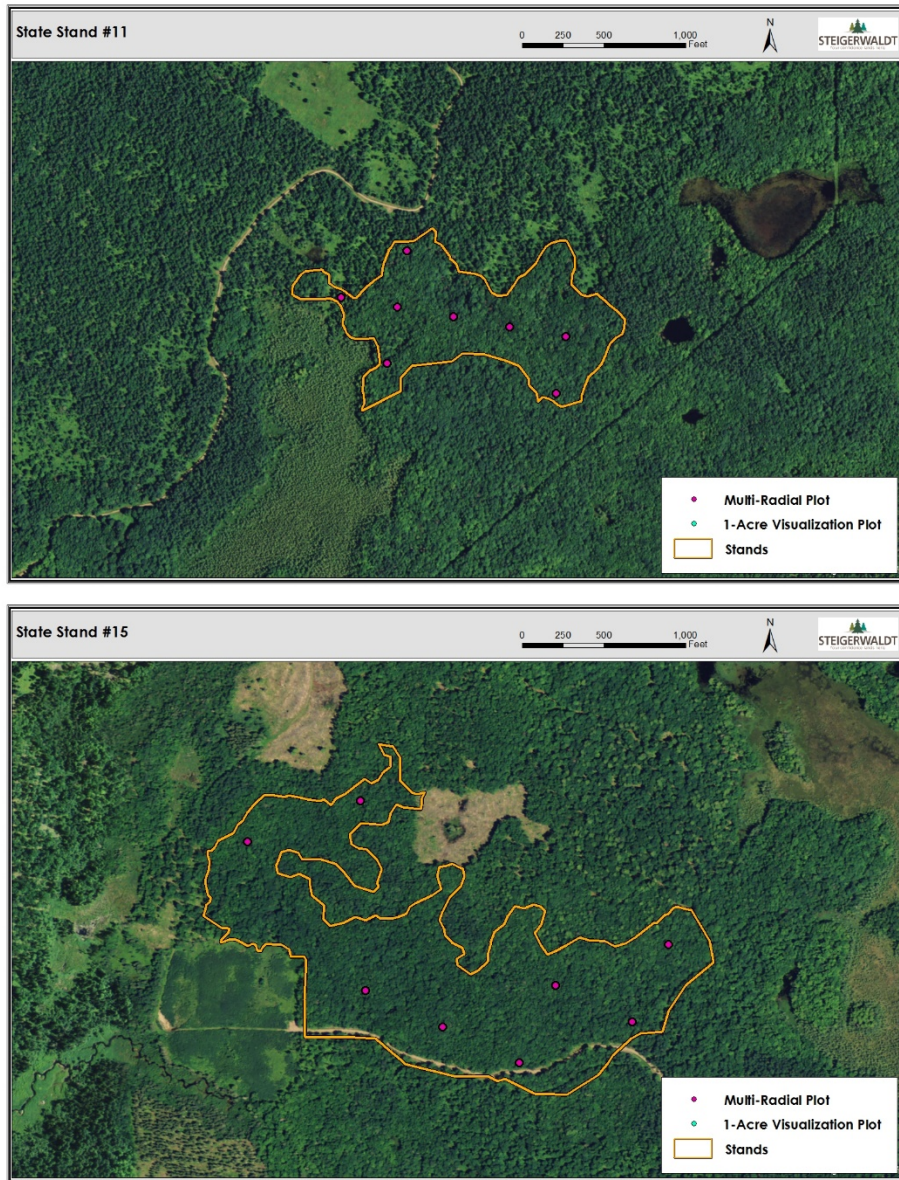 State Stand #11
0 250 500 1,000
Feet
N
STEIGERWALDT
Multi-Radial Plot
1-Acre Visualization Plot
Stands
State Stand #15
0 250 500 1,000
Feet
N
STEIGERWALDT
Multi-Radial Plot
1-Acre Visualization Plot
Stands